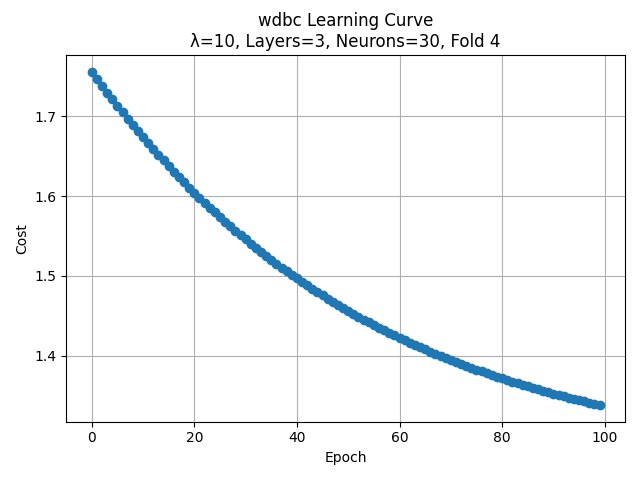 wdbc Learning Curve
λ=10, Layers=3, Neurons=30, Fold 4
Cost
1.7
1.6
1.5
1.4
0 20 40 60 80 100
Epoch